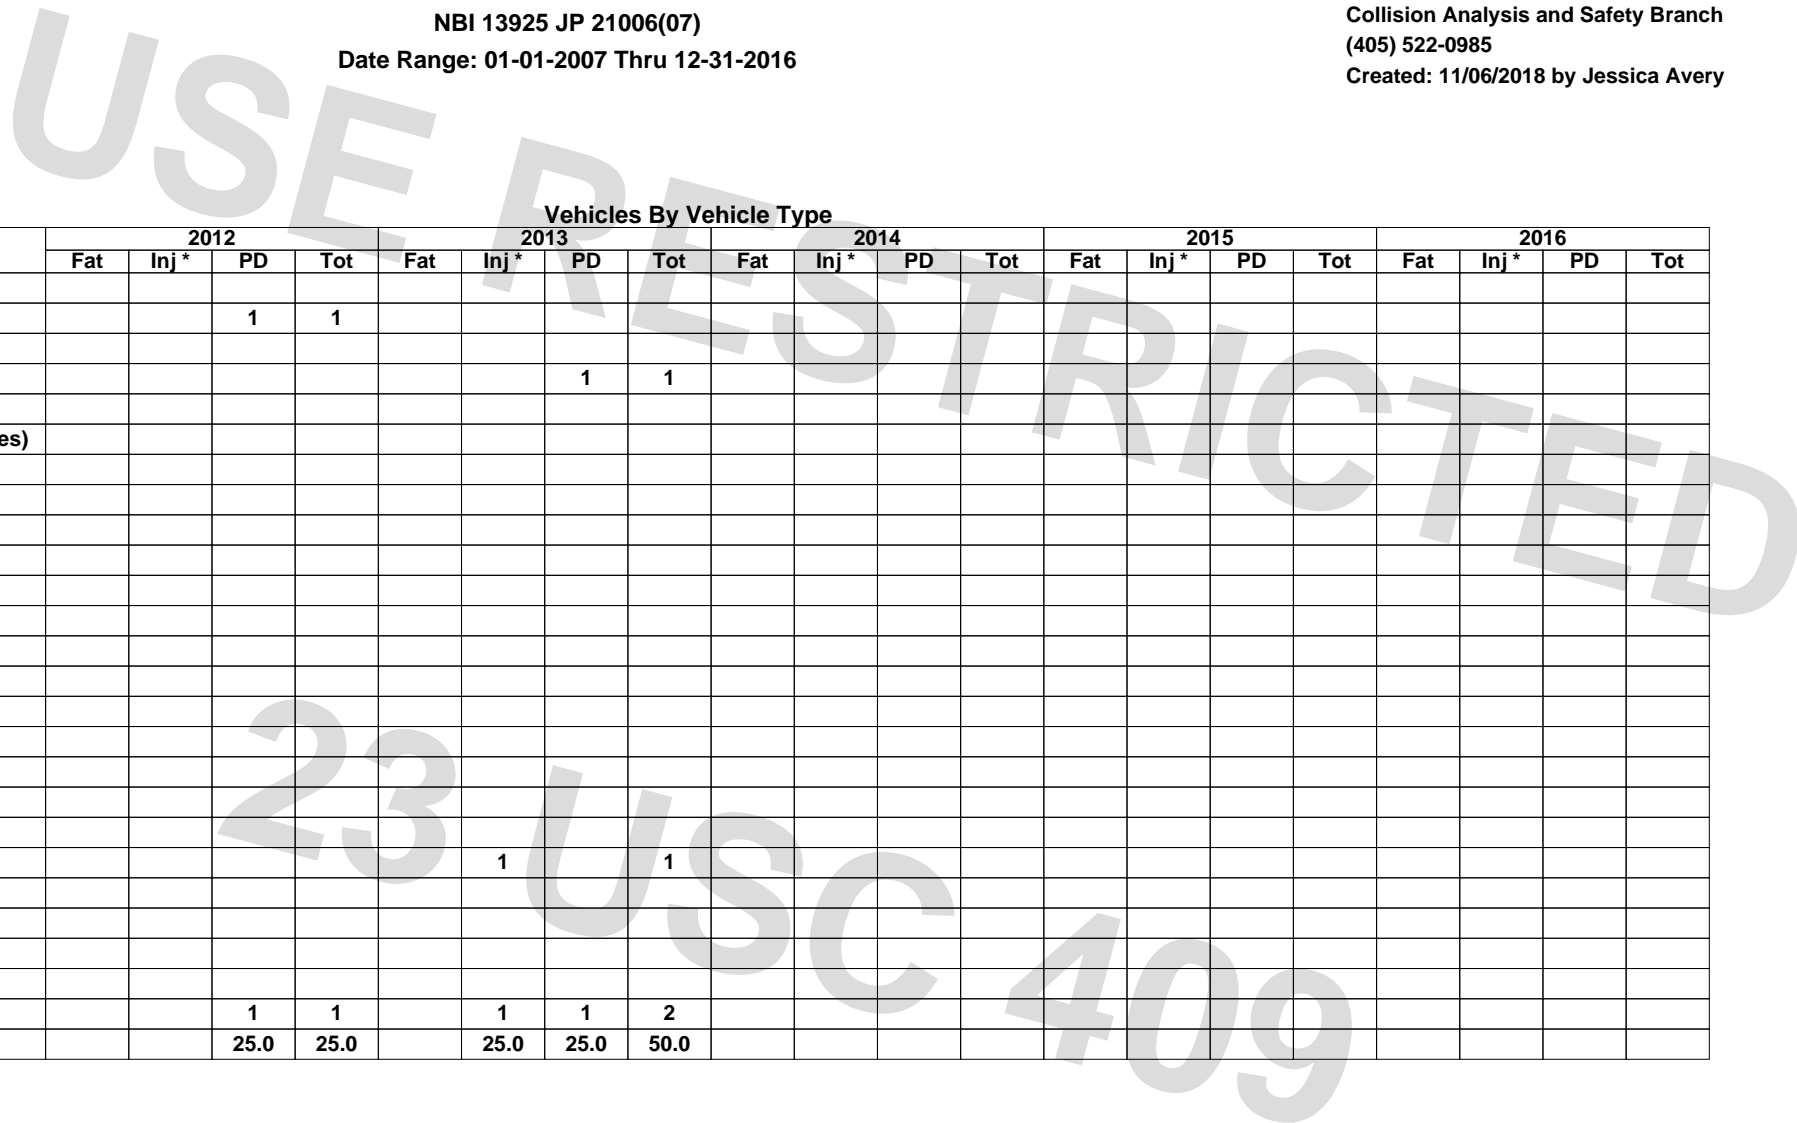 NBI 13925 JP 21006(07)
Date Range: 01-01-2007 Thru 12-31-2016
Collision Analysis and Safety Branch
(405) 522-0985
Created: 11/06/2018 by Jessica Avery
USE RESTRICTED
Vehicles By Vehicle Type
2012 2013 2014 2015 2016
Fat Inj * PD Tot Fat Inj * PD Tot Fat Inj * PD Tot Fat Inj * PD Tot Fat Inj * PD Tot
1 1
1 1
es)
1 1
1 1 1 1 2
25.0 25.0 25.0 25.0 50.0
23 USC 409